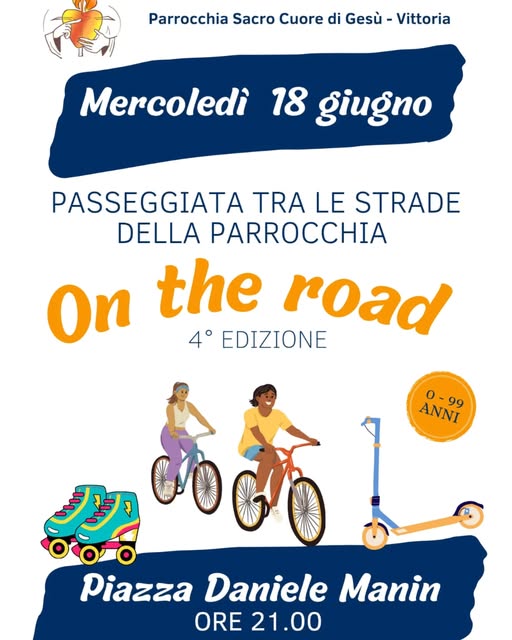 Parrocchia Sacro Cuore di Gesù - Vittoria
Mercoledì 18 giugno
PASSEGGIATA TRA LE STRADE
DELLA PARROCCHIA
On the road
4° EDIZIONE
0 - 99
ANNI
Piazza Daniele Manin
ORE 21.00